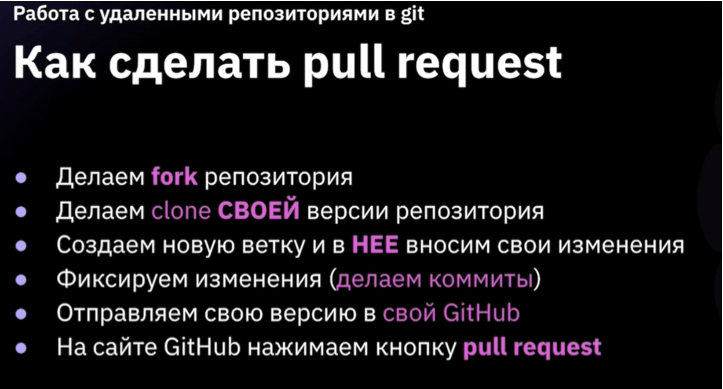 Работа с удаленными репозиториями в git
Как сделать pull request
• Делаем fork репозитория
• Делаем clone СВОЕЙ версии репозитория
• Создаем новую ветку и в НЕЕ вносим свои изменения
• Фиксируем изменения (делаем коммиты)
• Отправляем свою версию в свой GitHub
• На сайте GitHub нажимаем кнопку pull request